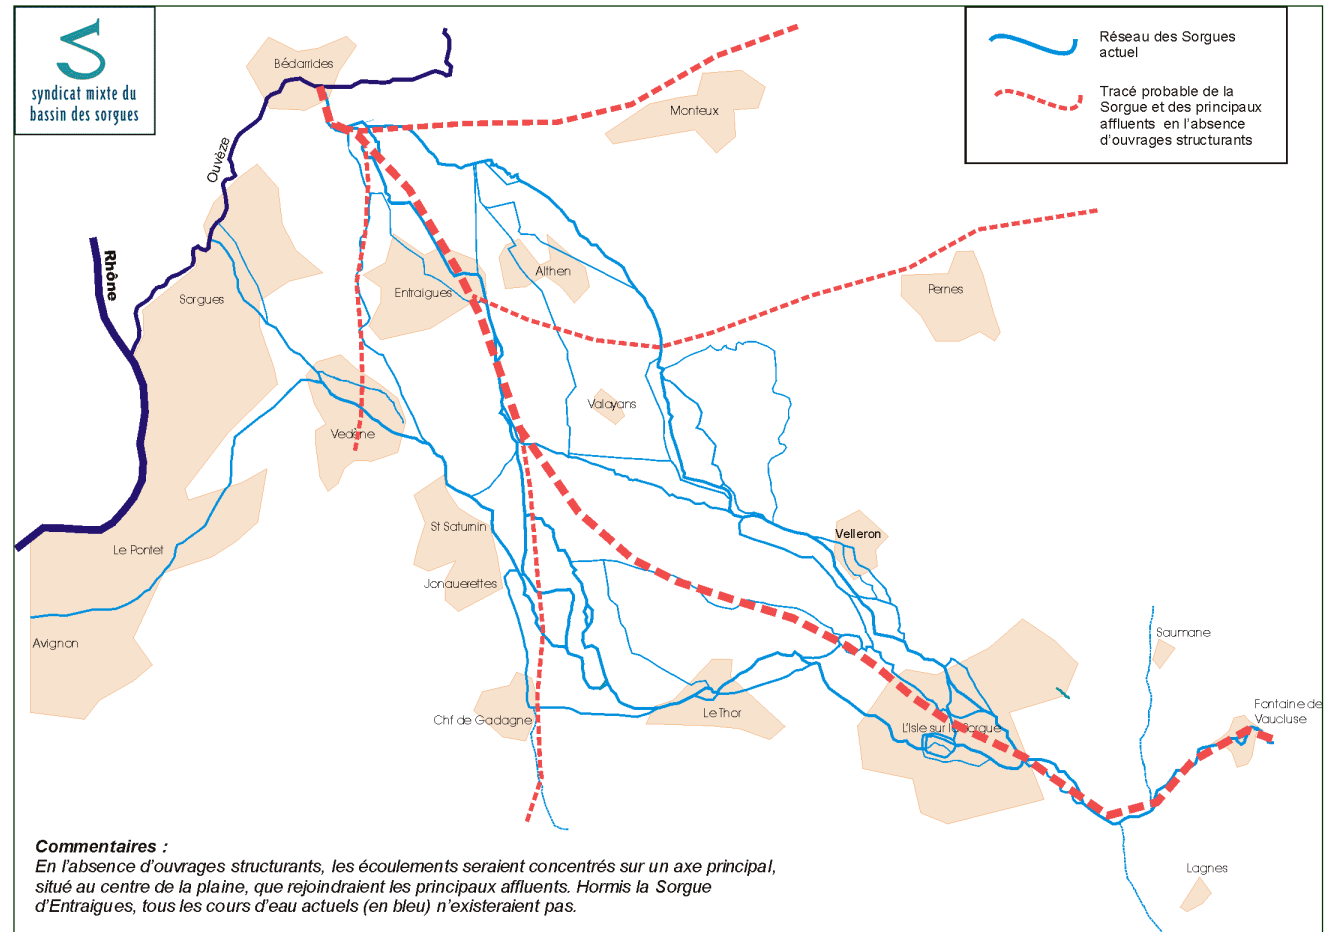 syndicat mixte du
bassin des sorgues
Réseau des Sorgues
actuel
Tracé probable de la
Sorgue et des principaux
affluents en l'absence
d'ouvrages structurants
Bédarrides
Monteux
Ouvèze
Rhône
Sorgues
Entraigues
Althen
Pernes
Valayans
Vedène
St Saturnin
Velleron
Le Pontet
Jonquerettes
Avignon
Saumane
Chf de Gadagne
Le Thor
L'Isle sur la Sorgue
Fontaine de
Vaucluse
Lagnes
Commentaires :
En l'absence d'ouvrages structurants, les écoulements seraient concentrés sur un axe principal,
situé au centre de la plaine, que rejoindraient les principaux affluents. Hormis la Sorgue
d'Entraigues, tous les cours d'eau actuels (en bleu) n'existeraient pas.